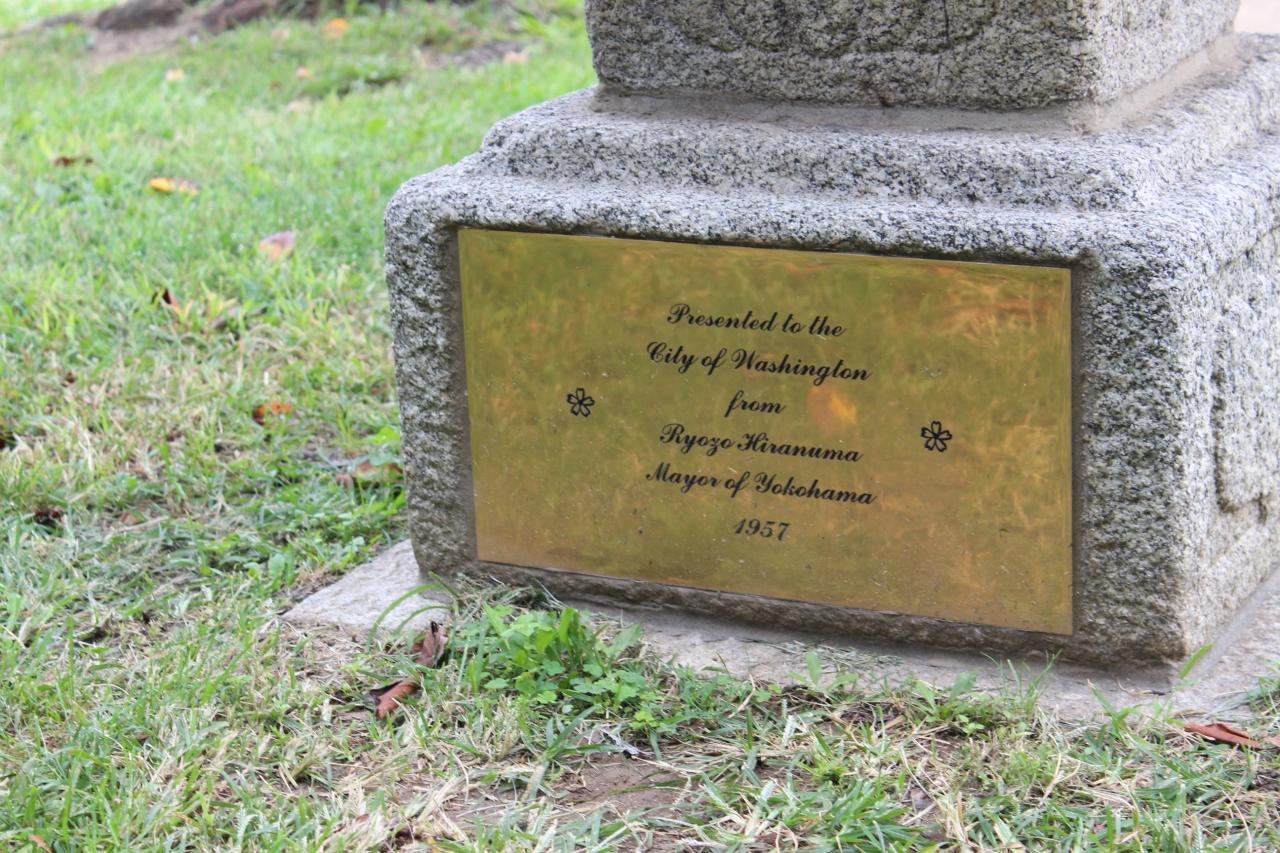 Presented to the
City of Washington
from
Ryozo Hiranuma
Mayor of Yokohama
1957